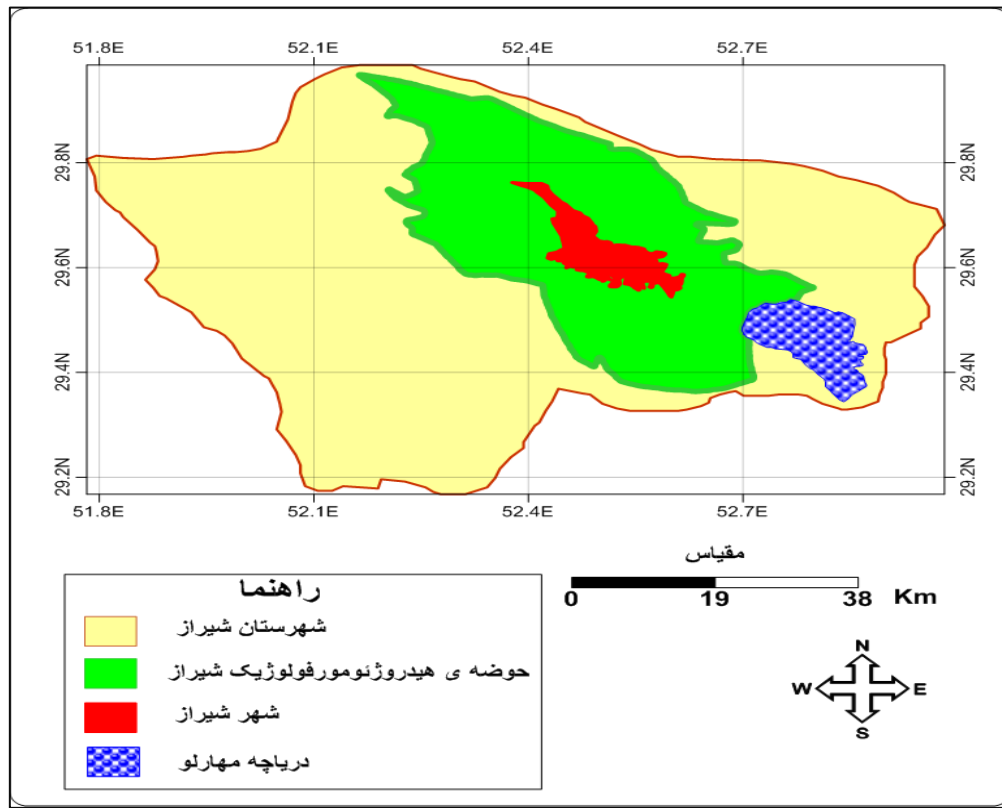 51.8E 52.1E 52.4E 52.7E
29.8N 29.8N
29.6N 29.6N
29.4N 29.4N
29.2N 29.2N
51.8E 52.1E 52.4E 52.7E
مقیاس
0 19 38 Km
راهنما
شهرستان شیراز
حوضه ی هیدروژئومورفولوژیک شیراز
شهر شیراز
دریاچه مهارلو
N
W E
S